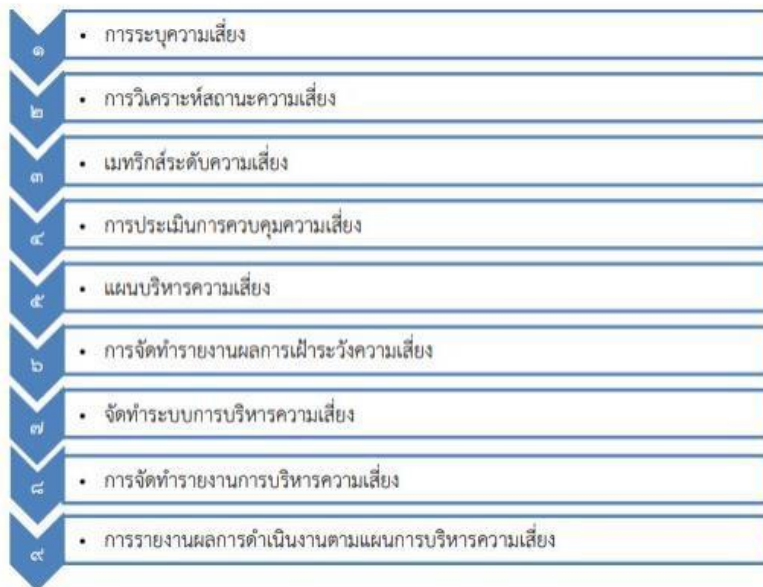 ๑ • การระบุความเสี่ยง
๒ • การวิเคราะห์สถานะความเสี่ยง
๓ • เมทริกส์ระดับความเสี่ยง
๔ • การประเมินการควบคุมความเสี่ยง
๕ • แผนบริหารความเสี่ยง
๖ • การจัดทำรายงานผลการเฝ้าระวังความเสี่ยง
๗ • จัดทำระบบการบริหารความเสี่ยง
๘ • การจัดทำรายงานการบริหารความเสี่ยง
๙ • การรายงานผลการดำเนินงานตามแผนการบริหารความเสี่ยง